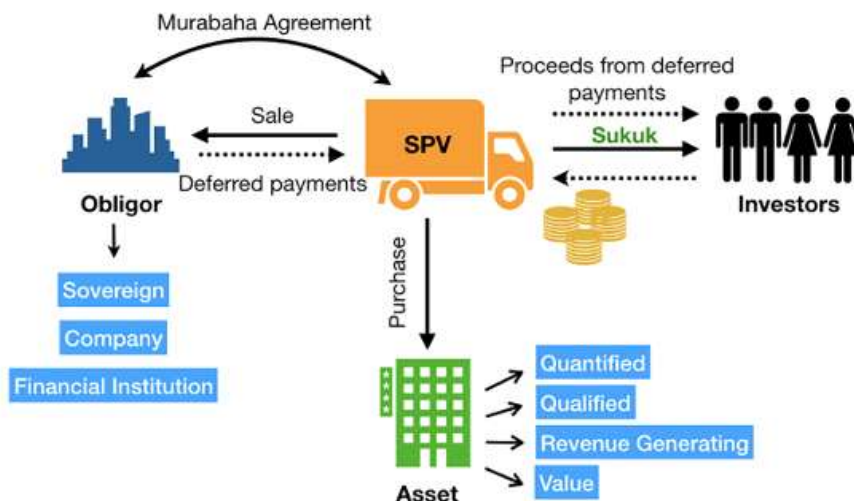 Murabaha Agreement
Proceeds from deferred
payments
Sale
SPV
Sukuk
Deferred payments
Obligor
Investors
Sovereign
Company
Financial Institution
Purchase
Quantified
Qualified
Revenue Generating
Value
Asset